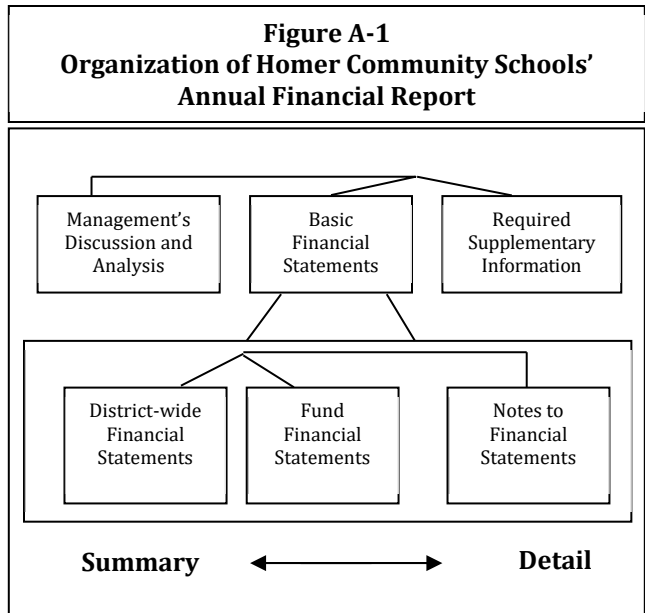 Figure A-1
Organization of Homer Community Schools’
Annual Financial Report
Management’s
Discussion and
Analysis
Basic
Financial
Statements
Required
Supplementary
Information
District-wide
Financial
Statements
Fund
Financial
Statements
Notes to
Financial
Statements
Summary
Detail